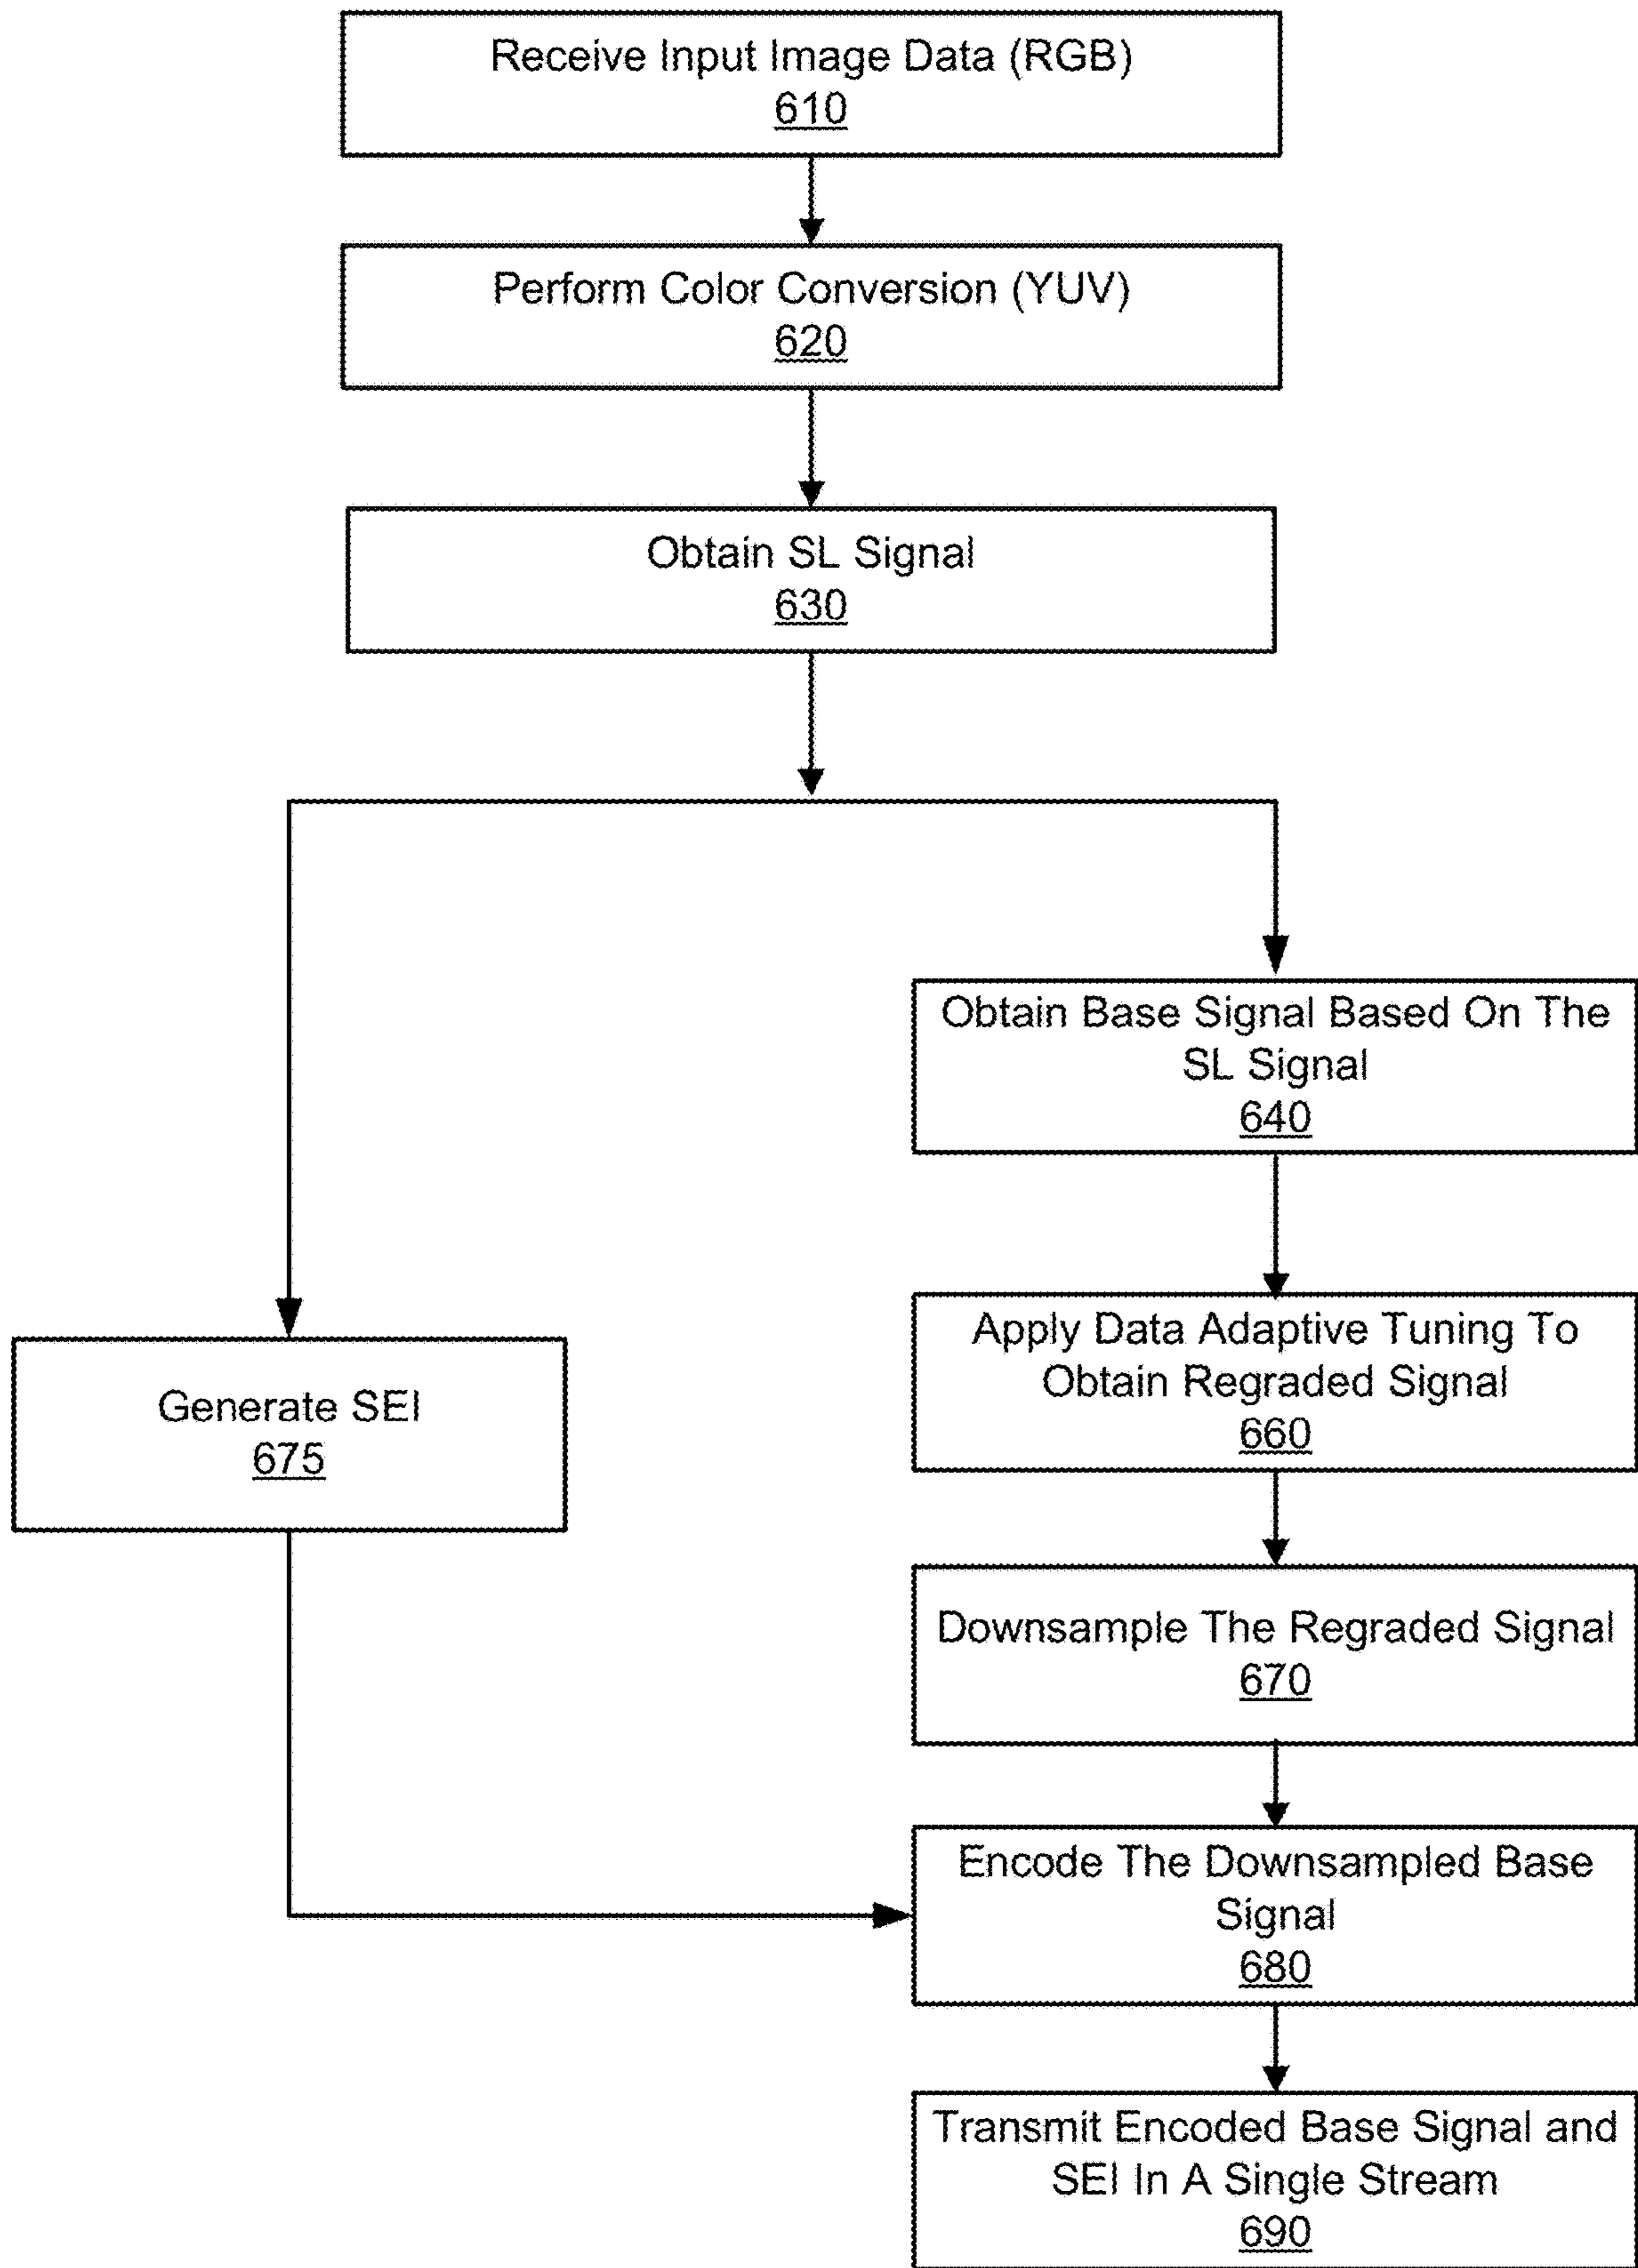 Receive Input Image Data (RGB)
610
Perform Color Conversion (YUV)
620
Obtain SL Signal
630
Obtain Base Signal Based On The
SL Signal
640
Apply Data Adaptive Tuning To
Obtain Regraded Signal
660
Generate SEI
675
Downsample The Regraded Signal
670
Encode The Downsampled Base
Signal
680
Transmit Encoded Base Signal and
SEI In A Single Stream
690